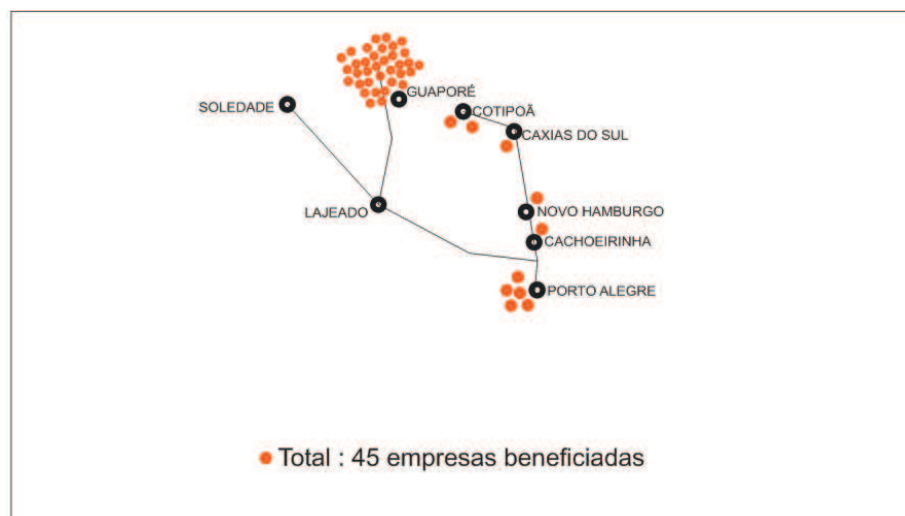 GUAPORÉ
SOLEDADE
COTIPOÃ
CAXIAS DO SUL
LAJEADO
NOVO HAMBURGO
CACHOEIRINHA
PORTO ALEGRE
Total : 45 empresas beneficiadas